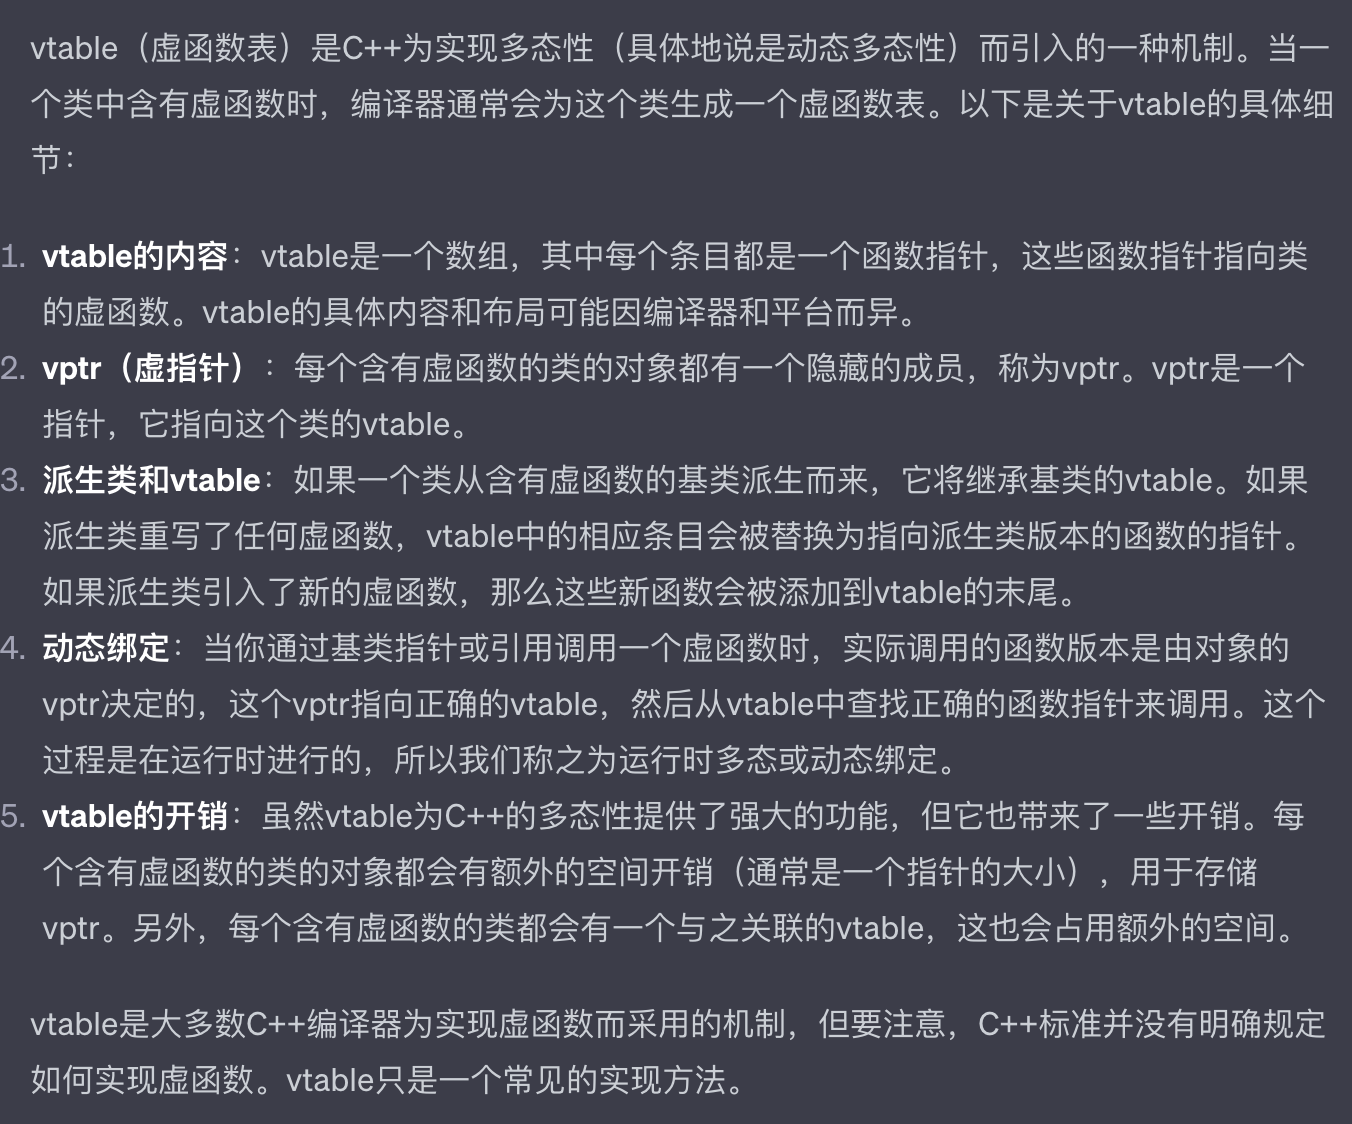 vtable（虚函数表）是C++为实现多态性（具体地说是动态多态性）而引入的一种机制。当一
个类中含有虚函数时，编译器通常会为这个类生成一个虚函数表。以下是关于vtable的具体细
节：
1. vtable的内容：vtable是一个数组，其中每个条目都是一个函数指针，这些函数指针指向类
的虚函数。vtable的具体内容和布局可能因编译器和平台而异。
2. vptr（虚指针）：每个含有虚函数的类的对象都有一个隐藏的成员，称为vptr。vptr是一个
指针，它指向这个类的vtable。
3. 派生类和vtable：如果一个类从含有虚函数的基类派生而来，它将继承基类的vtable。如果
派生类重写了任何虚函数，vtable中的相应条目会被替换为指向派生类版本的函数的指针。
如果派生类引入了新的虚函数，那么这些新函数会被添加到vtable的末尾。
4. 动态绑定：当你通过基类指针或引用调用一个虚函数时，实际调用的函数版本是由对象的
vptr决定的，这个vptr指向正确的vtable，然后从vtable中查找正确的函数指针来调用。这个
过程是在运行时进行的，所以我们称之为运行时多态或动态绑定。
5. vtable的开销：虽然vtable为C++的多态性提供了强大的功能，但它也带来了一些开销。每
个含有虚函数的类的对象都会有额外的空间开销（通常是一个指针的大小），用于存储
vptr。另外，每个含有虚函数的类都会有一个与之关联的vtable，这也会占用额外的空间。
vtable是大多数C++编译器为实现虚函数而采用的机制，但要注意，C++标准并没有明确规定
如何实现虚函数。vtable只是一个常见的实现方法。